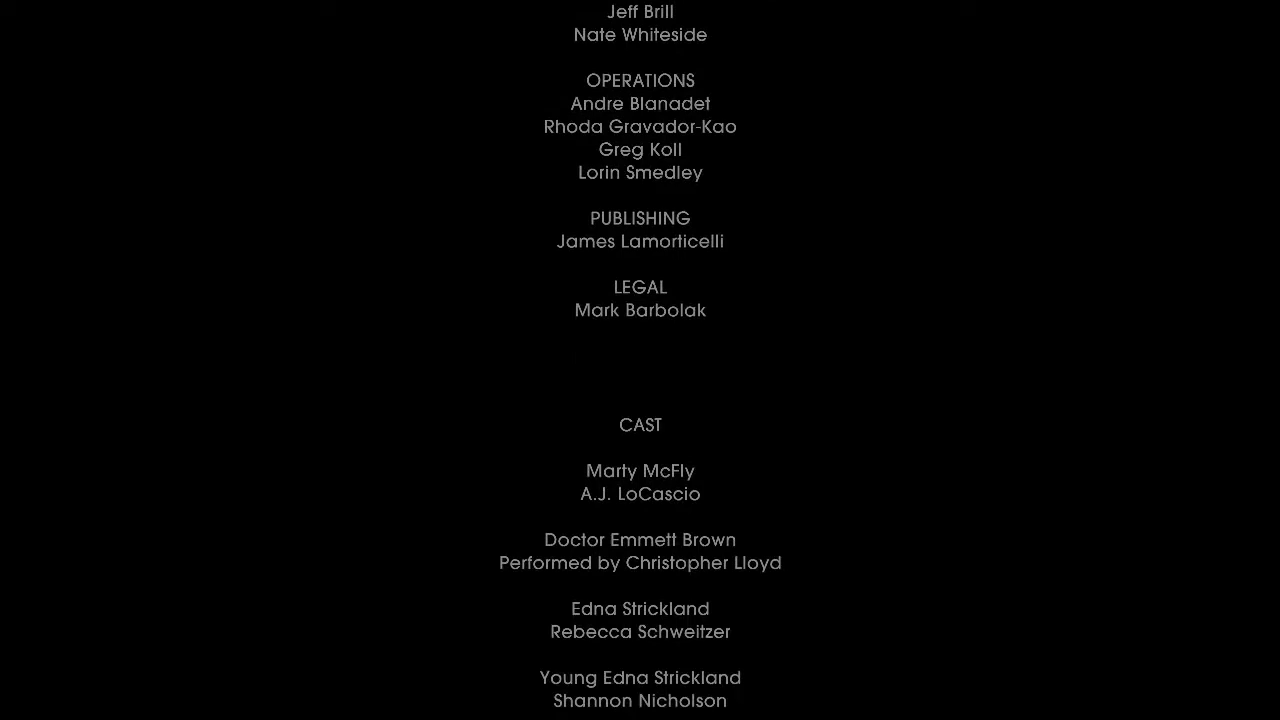 Jeff Brill
Nate Whiteside
OPERATIONS
Andre Blanadet
Rhoda Gravador-Kao
Greg Koll
Lorin Smedley
PUBLISHING
James Lamorticelli
LEGAL
Mark Barbolak
CAST
Marty McFly
A.J. LoCascio
Doctor Emmett Brown
Performed by Christopher Lloyd
Edna Strickland
Rebecca Schweitzer
Young Edna Strickland
Shannon Nicholson